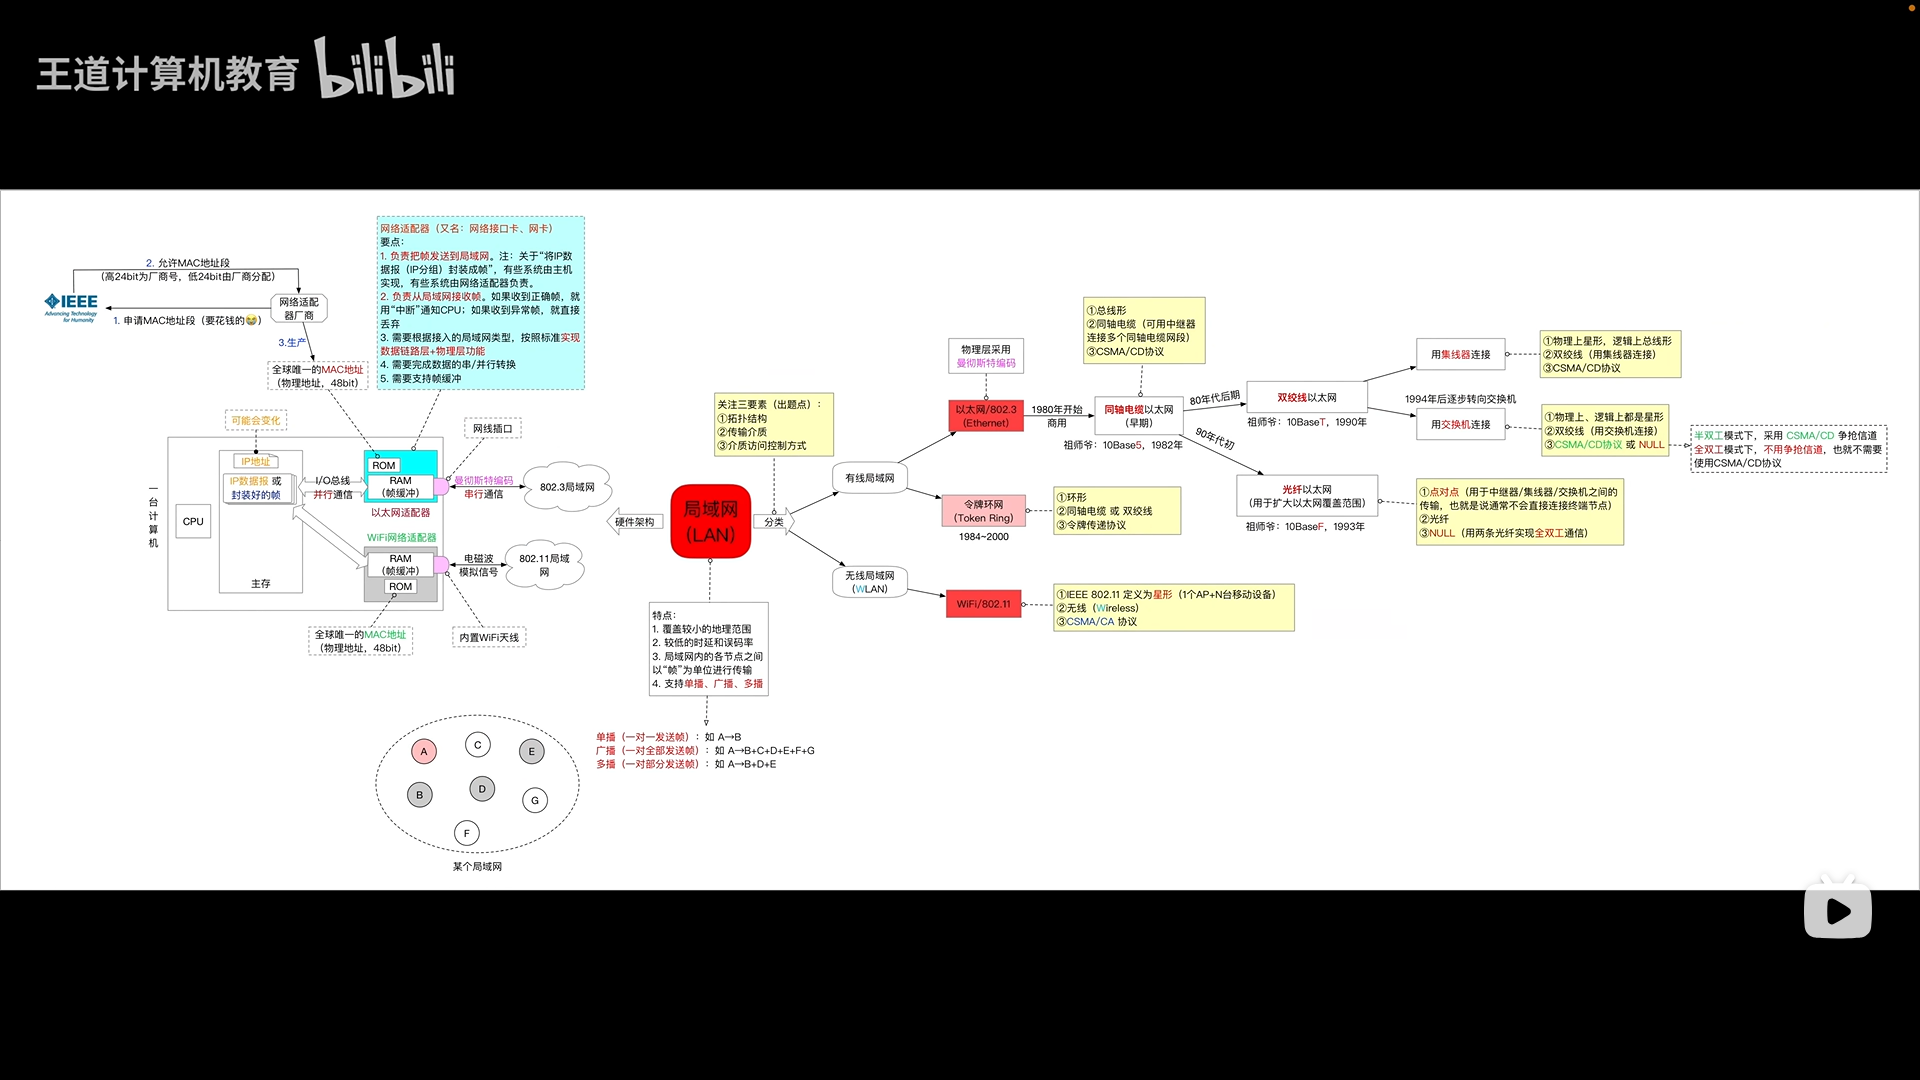 王道计算机教育 bilibili
2. 允许MAC地址段
(高24bit为厂商号，低24bit由厂商分配)
IEEE
Advancing Technology
for Humanity
1. 申请MAC地址段（要花钱的😭）
网络适配
器厂商
3.生产
全球唯一的MAC地址
(物理地址，48bit)
网络适配器（又名：网络接口卡、网卡）
要点：
1. 负责把帧发送到局域网。注：关于“将IP数
据报（IP分组）封装成帧”，有些系统由主机
实现，有些系统由网络适配器负责。
2. 负责从局域网接收帧。如果收到正确帧，就
用“中断”通知CPU；如果收到异常帧，就直接
丢弃
3. 需要根据接入的局域网类型，按照标准实现
数据链路层+物理层功能
4. 需要完成数据的串/并行转换
5. 需要支持帧缓冲
可能会变化
网线插口
一台计算机
CPU
IP地址
IP数据报 或
封装好的帧
主存
I/O总线
并行通信
ROM
RAM
(帧缓冲)
以太网适配器
曼彻斯特编码
串行通信
802.3局域网
WiFi网络适配器
RAM
(帧缓冲)
ROM
电磁波
模拟信号
802.11局域
网
全球唯一的MAC地址
(物理地址，48bit)
内置WiFi天线
硬件架构
局域网
（LAN）
分类
特点：
1. 覆盖较小的地理范围
2. 较低的时延和误码率
3. 局域网内的各节点之间
以“帧”为单位进行传输
4. 支持单播、广播、多播
单播（一对一发送帧）：如 A→B
广播（一对全部发送帧）：如 A→B+C+D+E+F+G
多播（一对部分发送帧）：如 A→B+D+E
A
C
E
B
D
G
F
某个局域网
关注三要素（出题点）：
①拓扑结构
②传输介质
③介质访问控制方式
有线局域网
无线局域网
(WLAN)
物理层采用
曼彻斯特编码
以太网/802.3
(Ethernet)
1980年开始
商用
①总线形
②同轴电缆（可用中继器
连接多个同轴电缆网段）
③CSMA/CD协议
同轴电缆以太网
（早期）
祖师爷：10Base5，1982年
80年代后期
90年代初
双绞线以太网
祖师爷：10BaseT，1990年
用集线器连接
①物理上星形，逻辑上总线形
②双绞线（用集线器连接）
③CSMA/CD协议
1994年后逐步转向交换机
用交换机连接
①物理上、逻辑上都是星形
②双绞线（用交换机连接）
③CSMA/CD协议 或 NULL
半双工模式下，采用 CSMA/CD 争抢信道
全双工模式下，不用争抢信道，也就不需要
使用CSMA/CD协议
光纤以太网
(用于扩大以太网覆盖范围)
祖师爷：10BaseF，1993年
①点对点（用于中继器/集线器/交换机之间的
传输，也就是说通常不会直接连接终端节点）
②光纤
③NULL（用两条光纤实现全双工通信）
令牌环网
(Token Ring)
1984~2000
①环形
②同轴电缆 或 双绞线
③令牌传递协议
WiFi/802.11
①IEEE 802.11 定义为星形（1个AP+N台移动设备）
②无线（Wireless）
③CSMA/CA 协议